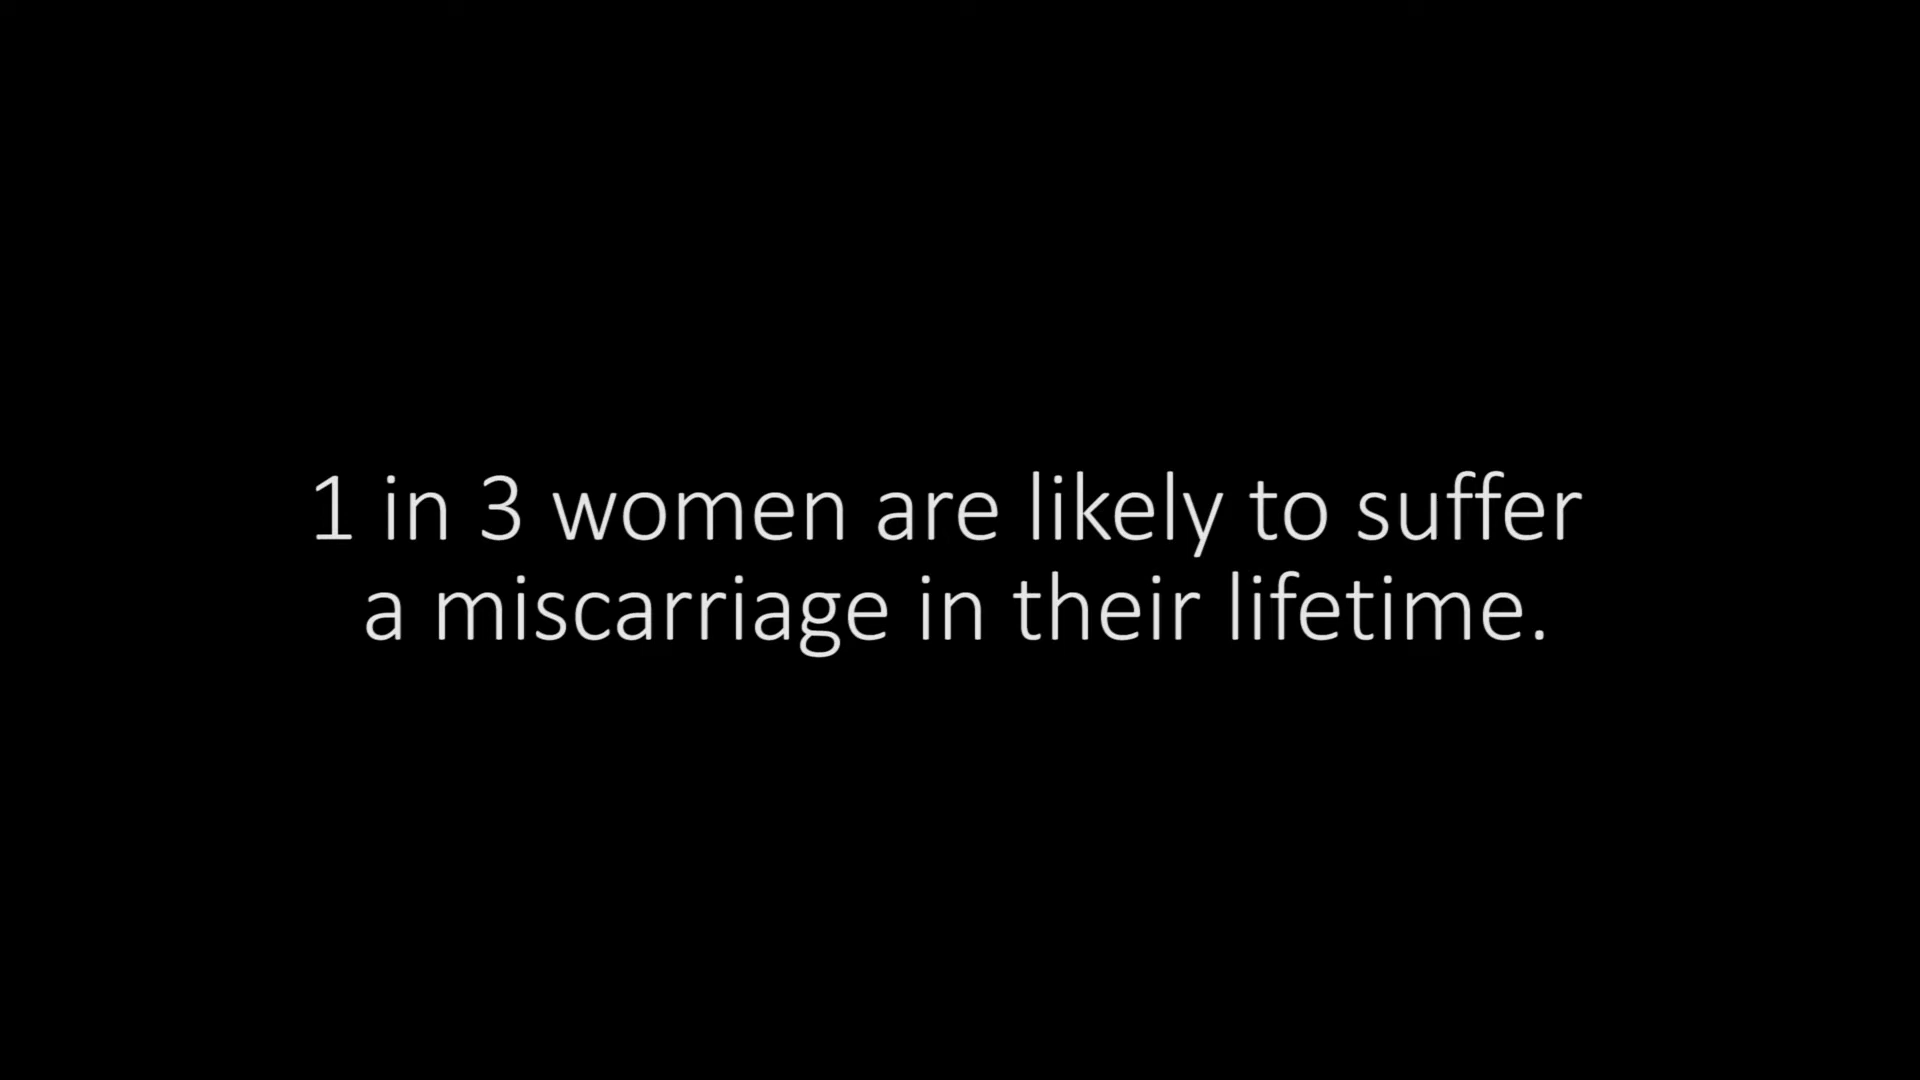 1 in 3 women are likely to suffer
a miscarriage in their lifetime.